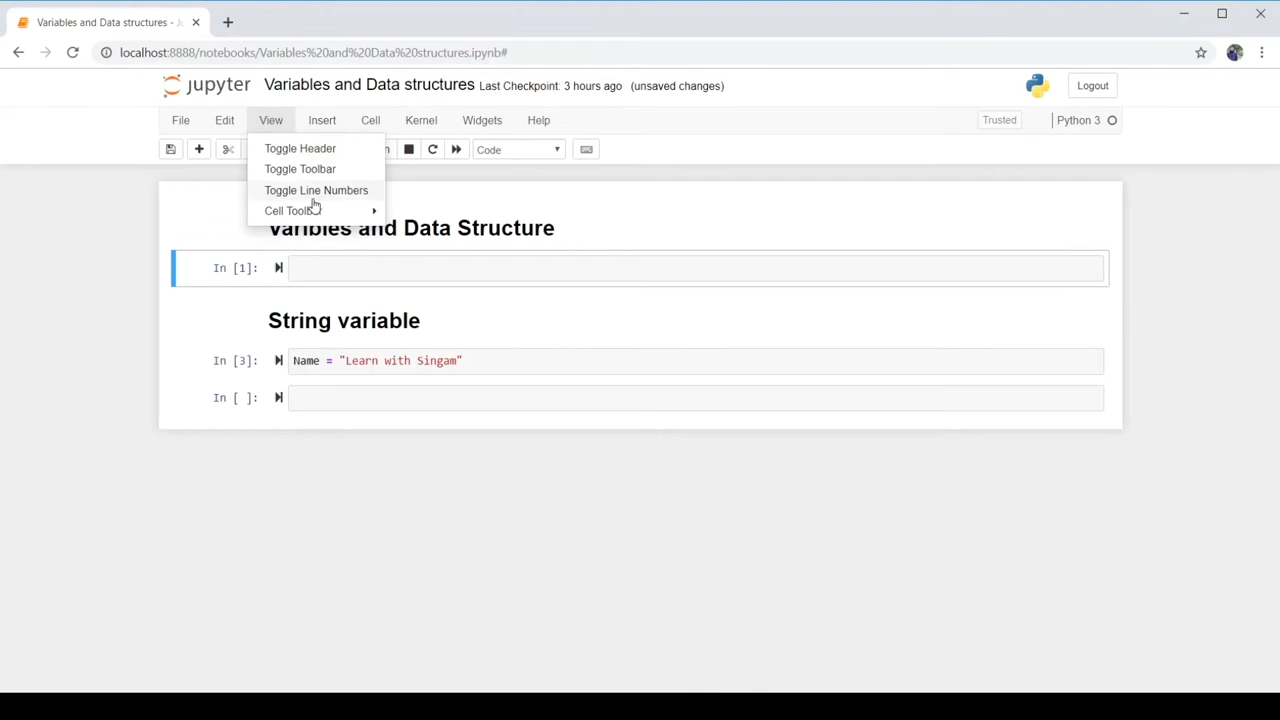 Variables and Data structures - Ju
localhost:8888/notebooks/Variables%20and%20Data%20structures.ipynb#
jupyter Variables and Data structures Last Checkpoint: 3 hours ago (unsaved changes) Logout
File Edit View Insert Cell Kernel Widgets Help Trusted Python 3
Code
Toggle Header
Toggle Toolbar
Toggle Line Numbers
Cell Toolbar
Varibles and Data Structure
In [1]:
String variable
In [3]: Name = "Learn with Singam"
In [ ]: